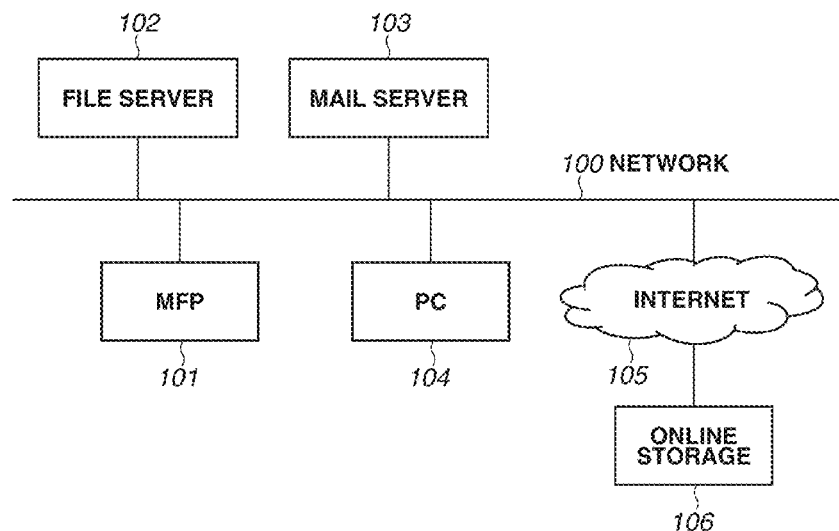 102
103
FILE SERVER
MAIL SERVER
100 NETWORK
MFP
PC
INTERNET
101
104
105
ONLINE
STORAGE
106